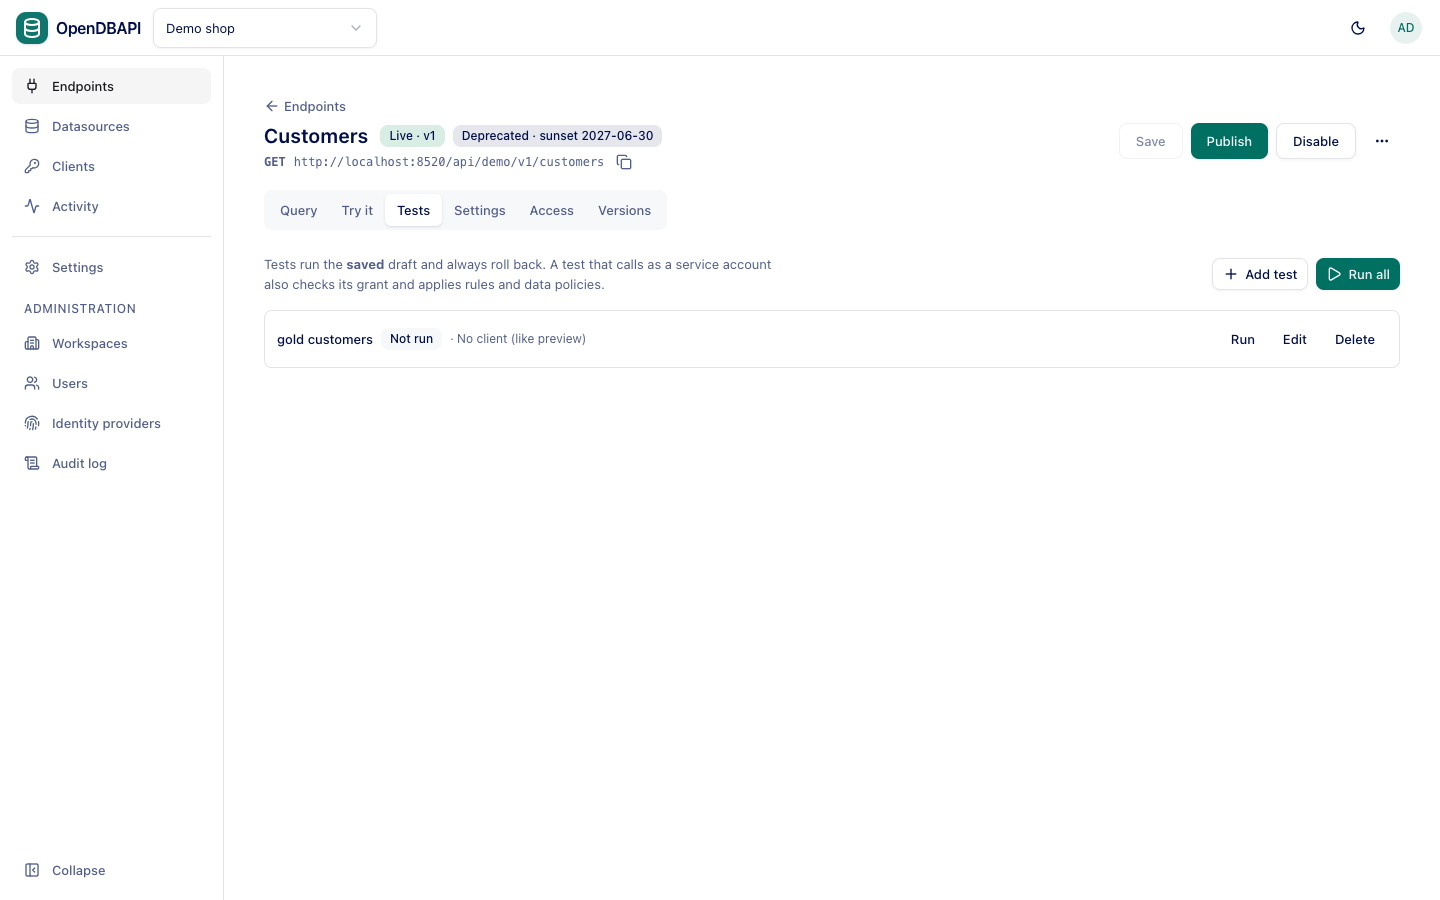 OpenDBAPI
Demo shop
AD
Endpoints
Datasources
Clients
Activity
Settings
ADMINISTRATION
Workspaces
Users
Identity providers
Audit log
Collapse
Endpoints
Customers
Live · v1
Deprecated · sunset 2027-06-30
GET http://localhost:8520/api/demo/v1/customers
Save
Publish
Disable
Query
Try it
Tests
Settings
Access
Versions
Tests run the saved draft and always roll back. A test that calls as a service account
also checks its grant and applies rules and data policies.
Add test
Run all
gold customers
Not run
· No client (like preview)
Run
Edit
Delete